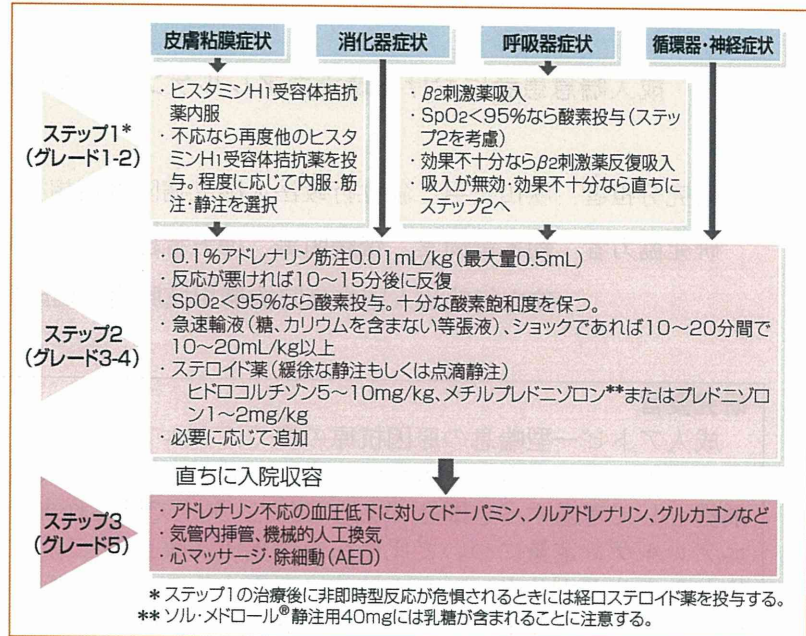 皮膚粘膜症状
消化器症状
呼吸器症状
循環器・神経症状
ステップ1*
(グレード1-2)
・ヒスタミンH1受容体拮抗
薬内服
・不応なら再度他のヒスタ
ミンH1受容体拮抗薬を投
与。程度に応じて内服・筋
注・静注を選択
・β2刺激薬吸入
・SpO2<95%なら酸素投与(ステッ
プ2を考慮)
・効果不十分ならβ2刺激薬反復吸入
・吸入が無効・効果不十分なら直ちに
ステップ2へ
ステップ2
(グレード3-4)
・0.1%アドレナリン筋注0.01mL/kg(最大量0.5mL)
・反応が悪ければ10〜15分後に反復
・SpO2<95%なら酸素投与。十分な酸素飽和度を保つ。
・急速輸液(糖、カリウムを含まない等張液)、ショックであれば10〜20分間で
10〜20mL/kg以上
・ステロイド薬(緩徐な静注もしくは点滴静注)
ヒドロコルチゾン5〜10mg/kg、メチルプレドニゾロン**またはプレドニゾロ
ン1〜2mg/kg
・必要に応じて追加
直ちに入院収容
ステップ3
(グレード5)
・アドレナリン不応の血圧低下に対してドーパミン、ノルアドレナリン、グルカゴンなど
・気管内挿管、機械的人工換気
・心マッサージ・除細動(AED)
*ステップ1の治療後に非即時型反応が危惧されるときには経口ステロイド薬を投与する。
**ソル・メドロール®静注用40mgには乳糖が含まれることに注意する。